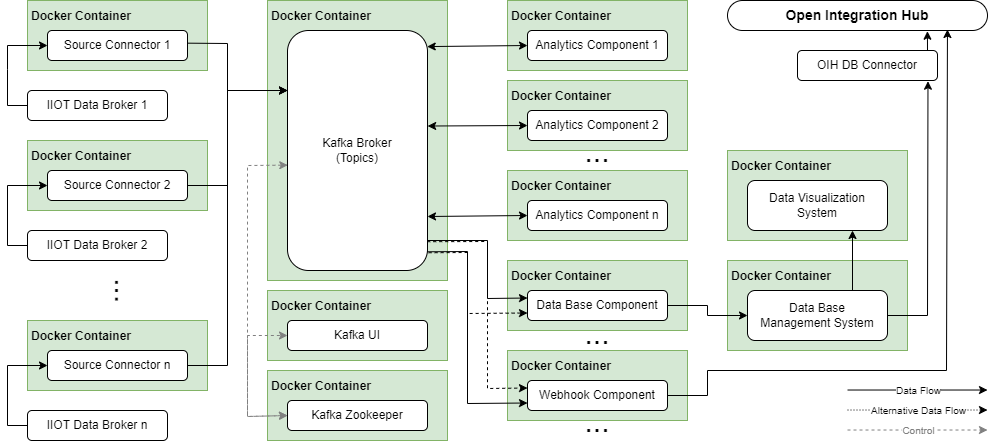 Docker Container
Source Connector 1
IIOT Data Broker 1
Docker Container
Source Connector 2
IIOT Data Broker 2
⋮
Docker Container
Source Connector n
IIOT Data Broker n
Docker Container
Kafka Broker
(Topics)
Docker Container
Kafka UI
Docker Container
Kafka Zookeeper
Docker Container
Analytics Component 1
Docker Container
Analytics Component 2
...
Docker Container
Analytics Component n
Docker Container
Data Base Component
...
Docker Container
Webhook Component
...
Open Integration Hub
OIH DB Connector
Docker Container
Data Visualization
System
Docker Container
Data Base
Management System
Data Flow
Alternative Data Flow
Control